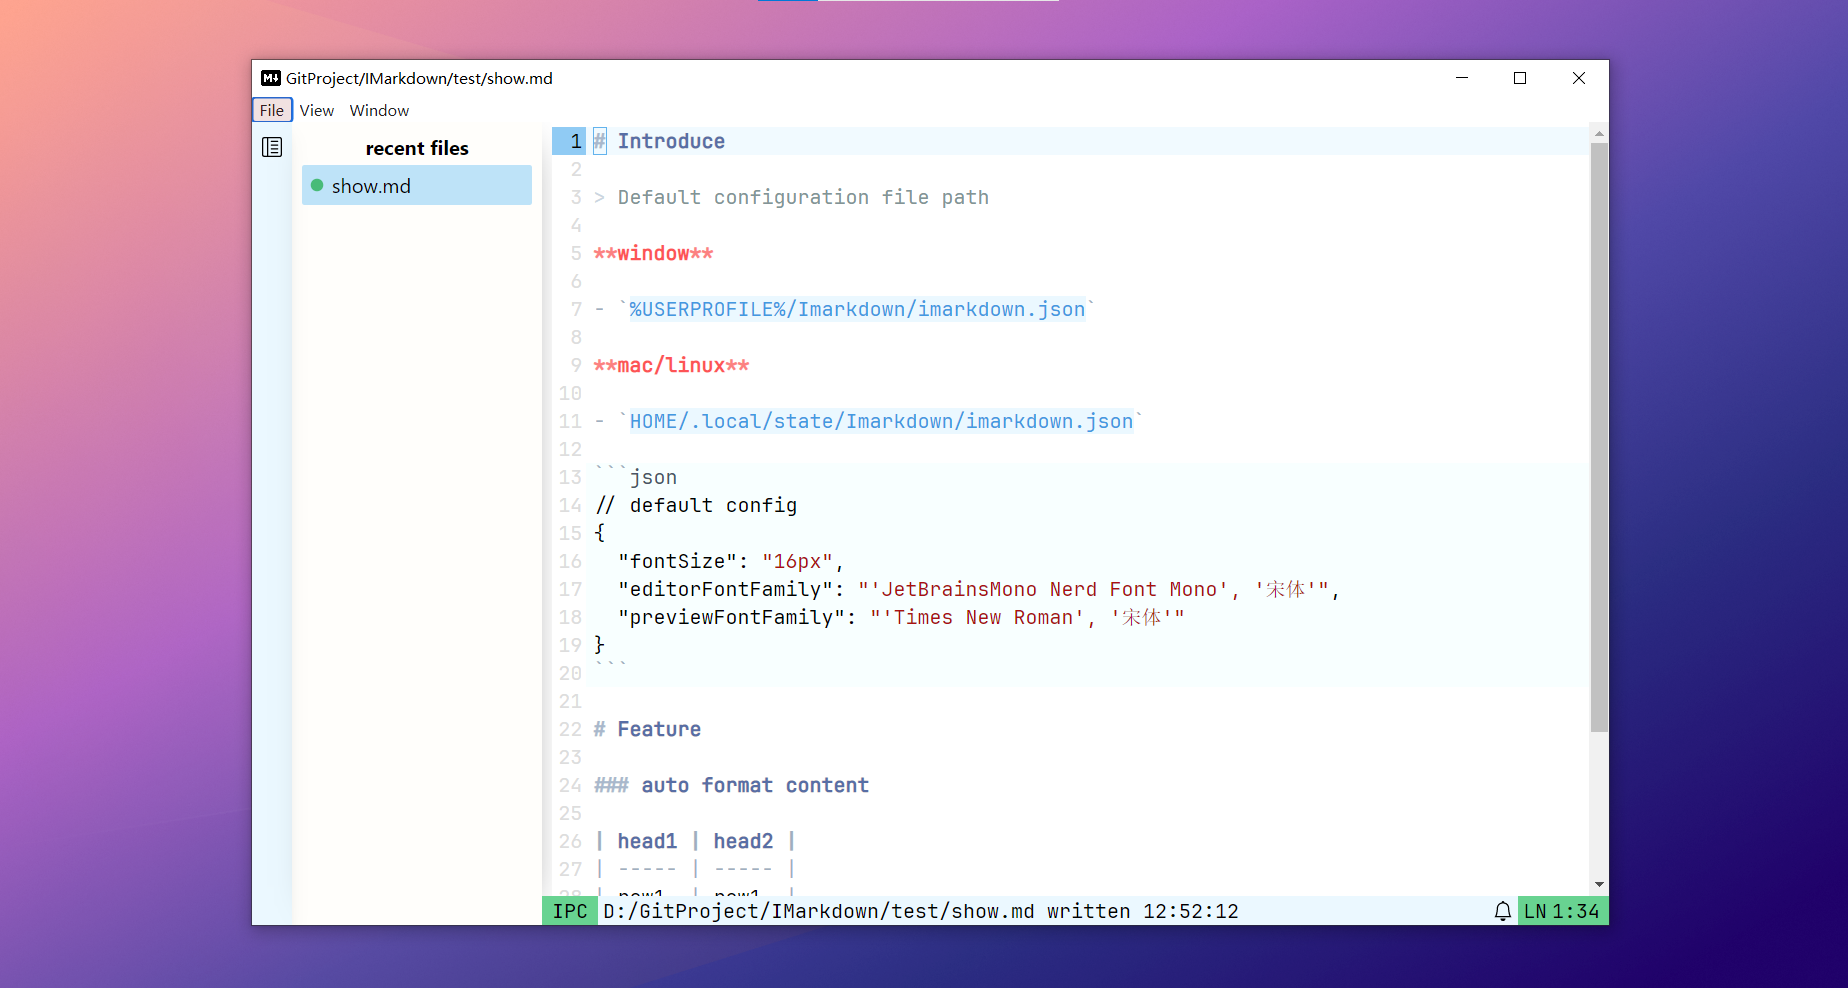 GitProject/IMarkdown/test/show.md
File View Window
recent files
show.md
1 # Introduce
2
3 > Default configuration file path
4
5 **window**
6
7 - `%USERPROFILE%/Imarkdown/imarkdown.json`
8
9 **mac/linux**
10
11 - `HOME/.local/state/Imarkdown/imarkdown.json`
12
13 ```json
14 // default config
15 {
16   "fontSize": "16px",
17   "editorFontFamily": "'JetBrainsMono Nerd Font Mono', '宋体'",
18   "previewFontFamily": "'Times New Roman', '宋体'"
19 }
20 ```
21
22 # Feature
23
24 ### auto format content
25
26 | head1 | head2 |
27 | ----- | ----- |
IPC D:/GitProject/IMarkdown/test/show.md written 12:52:12
LN 1:34